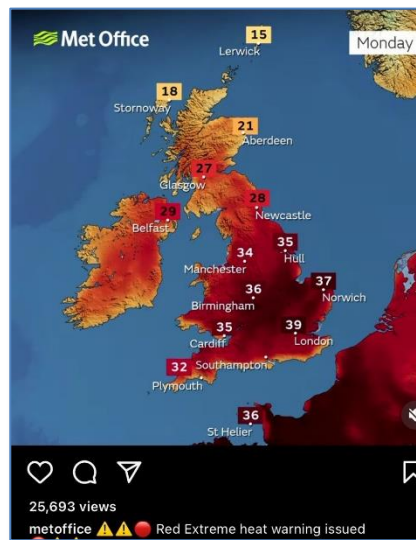 Met Office
Monday
15
Lerwick
18
Stornoway
21
Aberdeen
27
Glasgow
29
Belfast
28
Newcastle
34
Manchester
35
Hull
36
Birmingham
37
Norwich
35
Cardiff
39
London
Southampton
32
Plymouth
36
St Helier
25,693 views
metoffice ⚠️⚠️🔴 Red Extreme heat warning issued